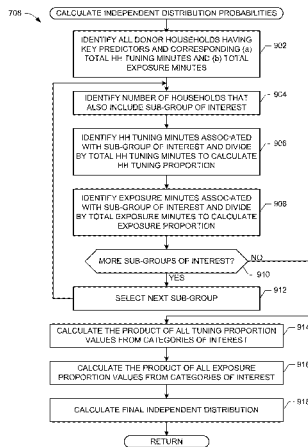 708
CALCULATE INDEPENDENT DISTRIBUTION PROBABILITIES
IDENTIFY ALL DONOR HOUSEHOLDS HAVING
KEY PREDICTORS AND CORRESPONDING (a)
TOTAL HH TUNING MINUTES AND (b) TOTAL
EXPOSURE MINUTES
902
IDENTIFY NUMBER OF HOUSEHOLDS THAT
ALSO INCLUDE SUB-GROUP OF INTEREST
904
IDENTIFY HH TUNING MINUTES ASSOCIATED
WITH SUB-GROUP OF INTEREST AND DIVIDE
BY TOTAL HH TUNING MINUTES TO CALCULATE
HH TUNING PROPORTION
906
IDENTIFY EXPOSURE MINUTES ASSOCIATED
WITH SUB-GROUP OF INTEREST AND DIVIDE
BY TOTAL EXPOSURE MINUTES TO CALCULATE
EXPOSURE PROPORTION
908
MORE SUB-GROUPS OF INTEREST?
NO
910
YES
SELECT NEXT SUB-GROUP
912
CALCULATE THE PRODUCT OF ALL TUNING PROPORTION
VALUES FROM CATEGORIES OF INTEREST
914
CALCULATE THE PRODUCT OF ALL EXPOSURE
PROPORTION VALUES FROM CATEGORIES OF INTEREST
916
CALCULATE FINAL INDEPENDENT DISTRIBUTION
918
RETURN